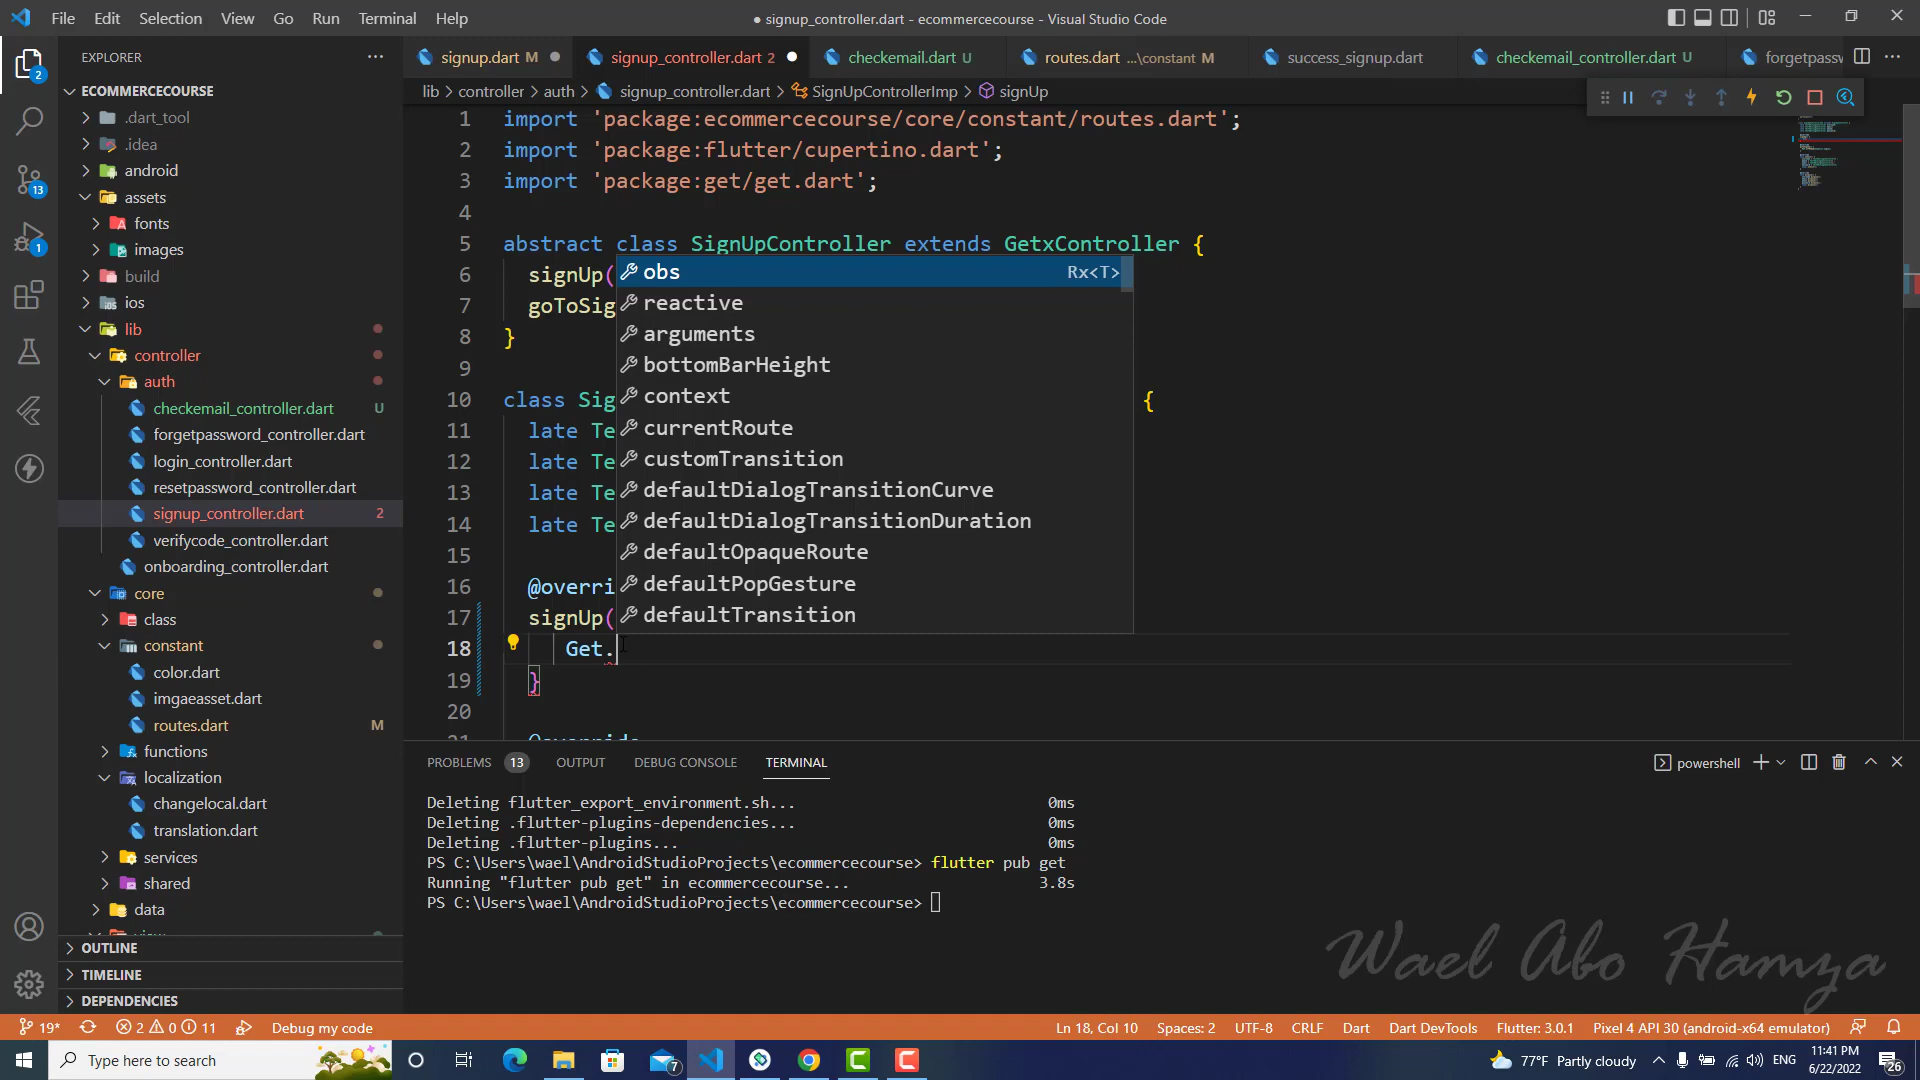 File Edit Selection View Go Run Terminal Help
● signup_controller.dart - ecommercecourse - Visual Studio Code
EXPLORER
signup.dart M
signup_controller.dart 2
checkemail.dart U
routes.dart ...\constant M
success_signup.dart
checkemail_controller.dart U
forgetpassw
lib > controller > auth > signup_controller.dart > SignUpControllerImp > signUp
ECOMMERCECOURSE
.dart_tool
.idea
android
assets
fonts
images
build
ios
lib
controller
auth
checkemail_controller.dart U
forgetpassword_controller.dart
login_controller.dart
resetpassword_controller.dart
signup_controller.dart 2
verifycode_controller.dart
onboarding_controller.dart
core
class
constant
color.dart
imgaeasset.dart
routes.dart M
functions
localization
changelocal.dart
translation.dart
services
shared
data
OUTLINE
TIMELINE
DEPENDENCIES
2
13
1
1 import 'package:ecommercecourse/core/constant/routes.dart';
2 import 'package:flutter/cupertino.dart';
3 import 'package:get/get.dart';
4
5 abstract class SignUpController extends GetxController {
6 signUp(
7 goToSig
8 }
9
10 class Sig {
11 late Te
12 late Te
13 late Te
14 late Te
15
16 @overri
17 signUp(
18 Get.
19 }
20
21 @override
obs Rx<T>
reactive
arguments
bottomBarHeight
context
currentRoute
customTransition
defaultDialogTransitionCurve
defaultDialogTransitionDuration
defaultOpaqueRoute
defaultPopGesture
defaultTransition
PROBLEMS 13 OUTPUT DEBUG CONSOLE TERMINAL
powershell
Deleting flutter_export_environment.sh... 0ms
Deleting .flutter-plugins-dependencies... 0ms
Deleting .flutter-plugins... 0ms
PS C:\Users\wael\AndroidStudioProjects\ecommercecourse> flutter pub get
Running "flutter pub get" in ecommercecourse... 3.8s
PS C:\Users\wael\AndroidStudioProjects\ecommercecourse>
Wael Abo Hamza
19* 2 0 11 Debug my code
Ln 18, Col 10 Spaces: 2 UTF-8 CRLF Dart Dart DevTools Flutter: 3.0.1 Pixel 4 API 30 (android-x64 emulator)
Type here to search
7
77°F Partly cloudy
ENG
11:41 PM
6/22/2022
26